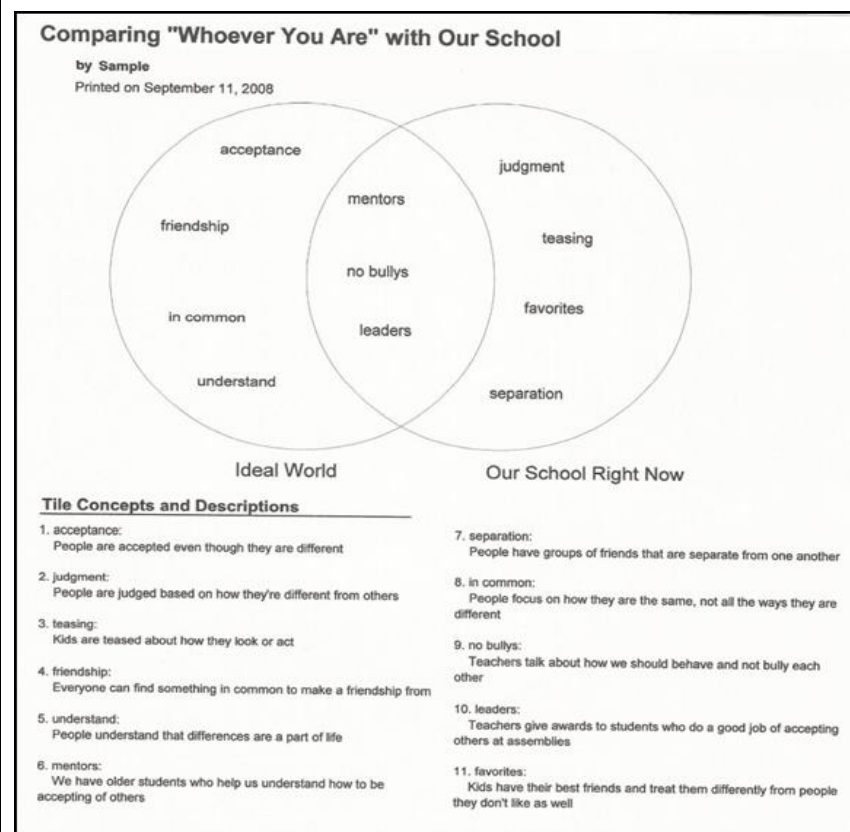 Comparing "Whoever You Are" with Our School
by Sample
Printed on September 11, 2008
acceptance
judgment
mentors
friendship
teasing
no bullys
favorites
in common
leaders
understand
separation
Ideal World
Our School Right Now
Tile Concepts and Descriptions
1. acceptance:
People are accepted even though they are different
2. judgment:
People are judged based on how they're different from others
3. teasing:
Kids are teased about how they look or act
4. friendship:
Everyone can find something in common to make a friendship from
5. understand:
People understand that differences are a part of life
6. mentors:
We have older students who help us understand how to be
accepting of others
7. separation:
People have groups of friends that are separate from one another
8. in common:
People focus on how they are the same, not all the ways they are
different
9. no bullys:
Teachers talk about how we should behave and not bully each
other
10. leaders:
Teachers give awards to students who do a good job of accepting
others at assemblies
11. favorites:
Kids have their best friends and treat them differently from people
they don't like as well